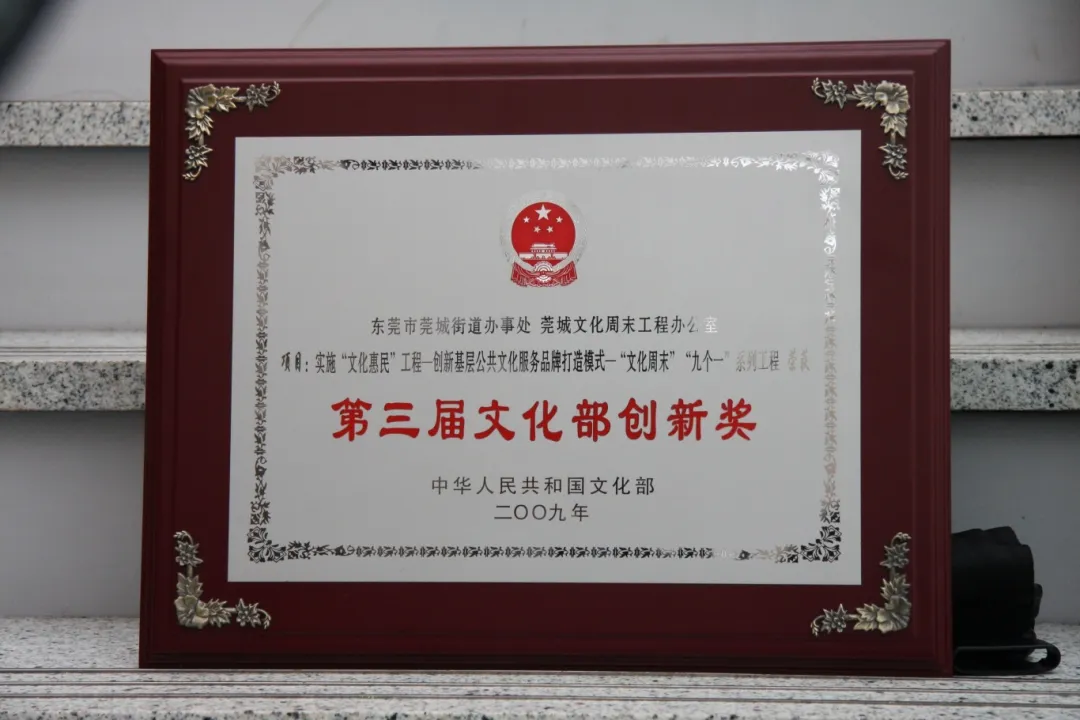 东莞市莞城街道办事处 莞城文化周末工程办公室
项目：实施“文化惠民”工程—创新基层公共文化服务品牌打造模式—“文化周末”“九个一”系列工程 荣获
第三届文化部创新奖
中华人民共和国文化部
二〇〇九年